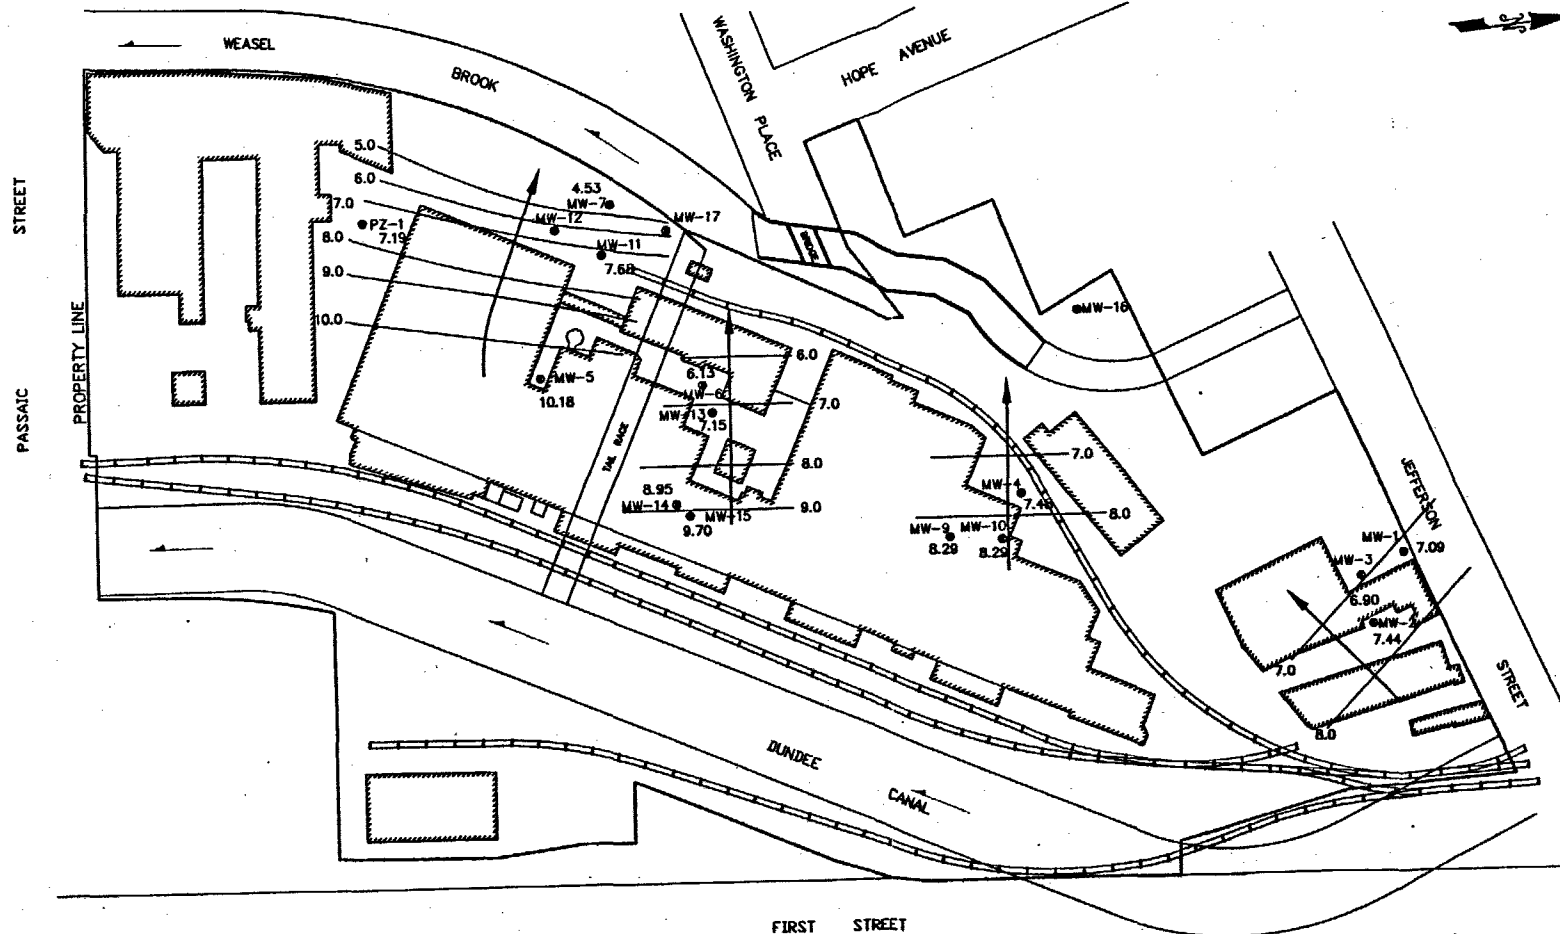 WEASEL
BROOK
WASHINGTON PLACE
HOPE AVENUE
N
STREET
PASSAIC
PROPERTY LINE
5.0
6.0
7.0
8.0
9.0
10.0
4.53
MW-7
MW-12
MW-17
PZ-1
7.19
MW-11
7.68
BRIDGE
MW-16
MW-5
10.18
6.0
6.13
MW-6
7.0
MW-13
7.15
TAIL RACE
8.0
8.95
MW-14
MW-15
9.70
9.0
7.0
MW-4
7.48
8.0
MW-9
8.29
MW-10
8.29
JEFFERSON
STREET
MW-1
7.09
MW-3
6.90
MW-2
7.44
7.0
8.0
DUNDEE
CANAL
FIRST STREET